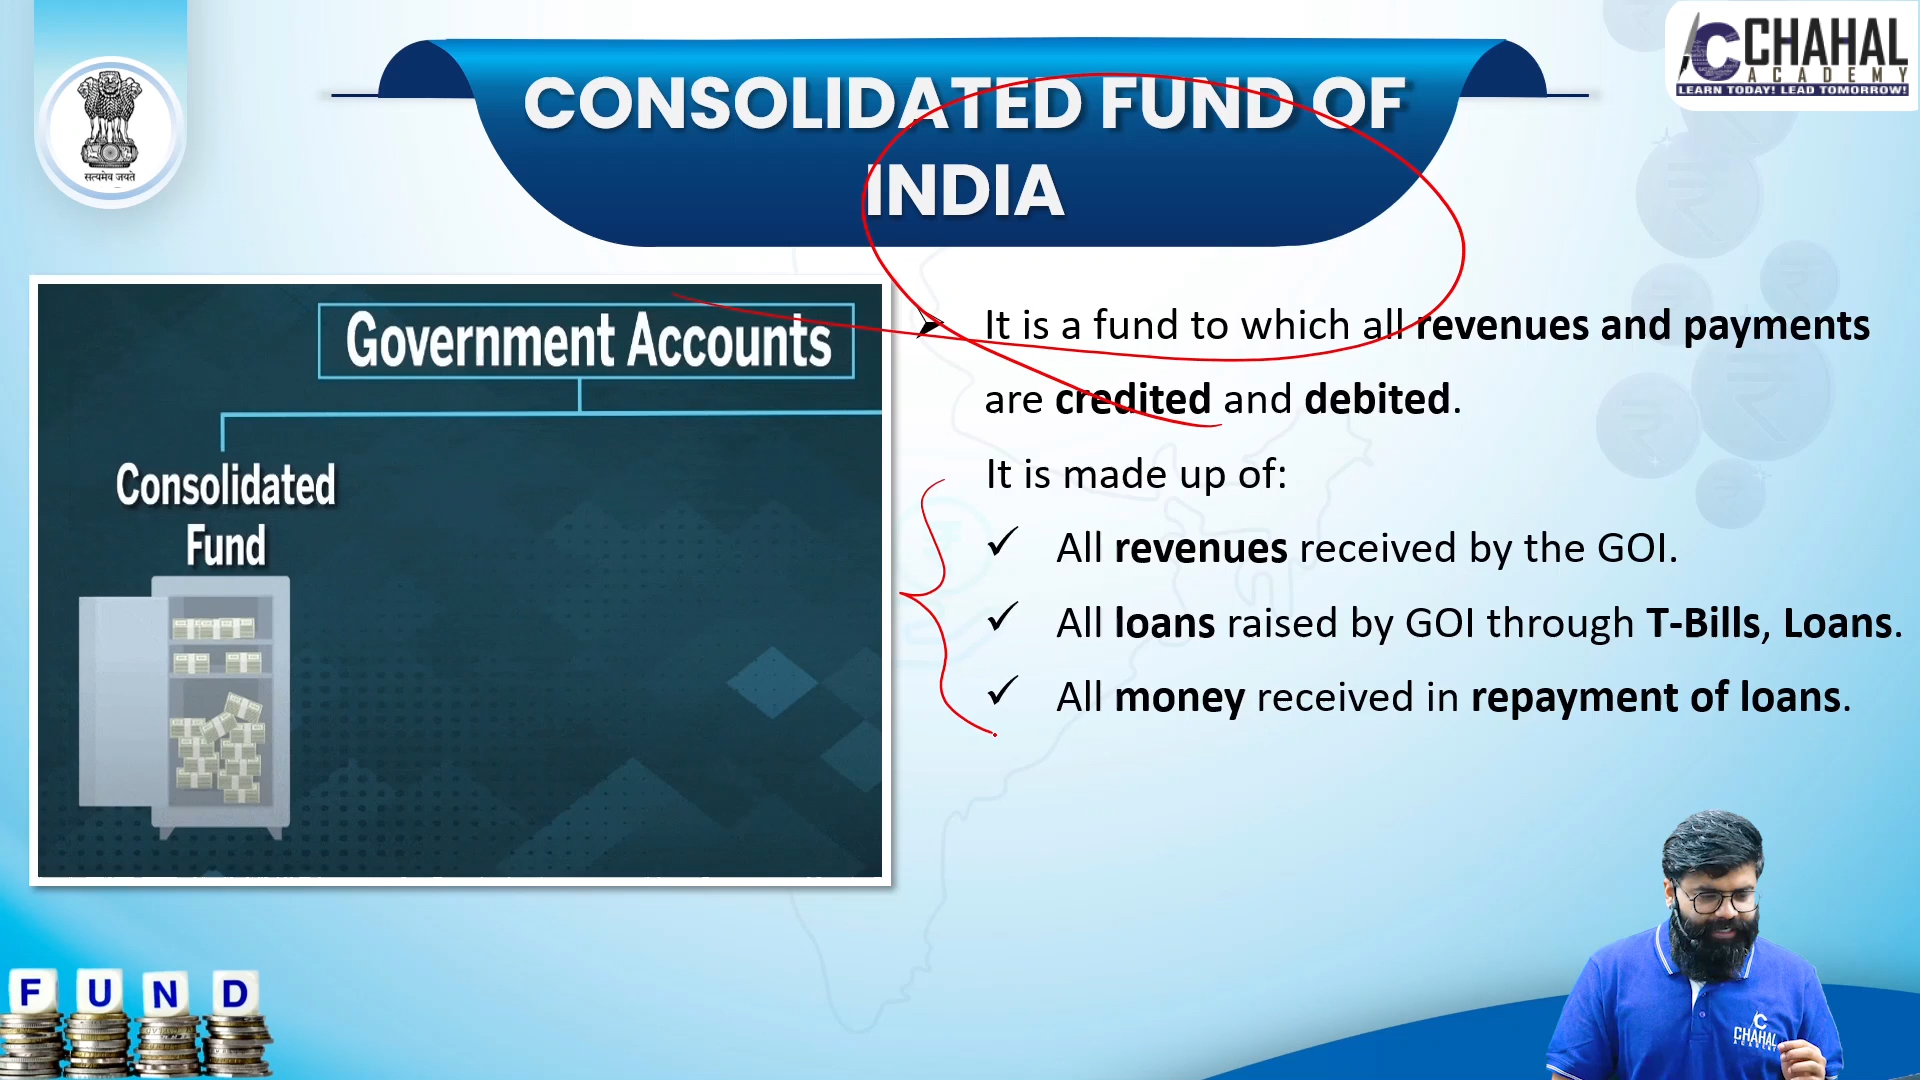 CHAHAL
ACADEMY
LEARN TODAY! LEAD TOMORROW!
सत्यमेव जयते
CONSOLIDATED FUND OF
INDIA
Government Accounts
Consolidated
Fund
➤ It is a fund to which all revenues and payments
are credited and debited.
It is made up of:
✓ All revenues received by the GOI.
✓ All loans raised by GOI through T-Bills, Loans.
✓ All money received in repayment of loans.
FUND
CHAHAL
ACADEMY